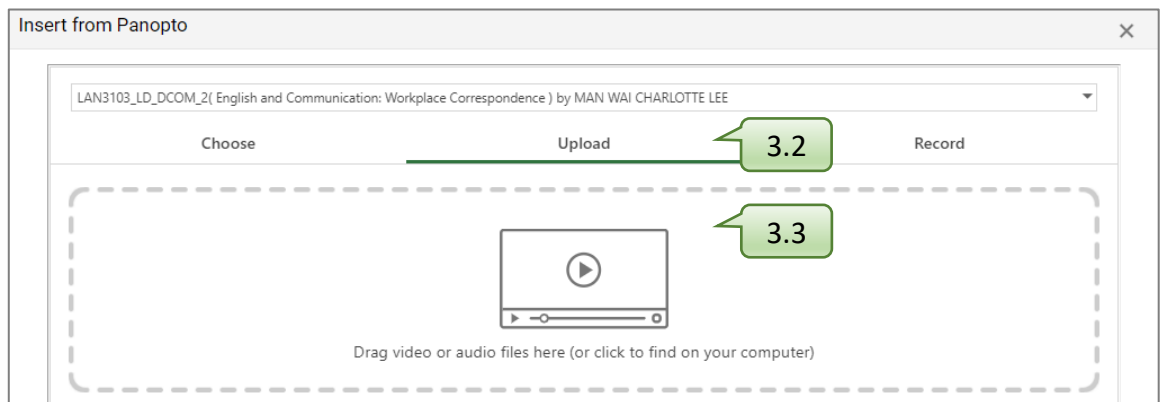 Insert from Panopto
LAN3103_LD_DCOM_2( English and Communication: Workplace Correspondence ) by MAN WAI CHARLOTTE LEE
Choose Upload 3.2 Record
3.3
Drag video or audio files here (or click to find on your computer)